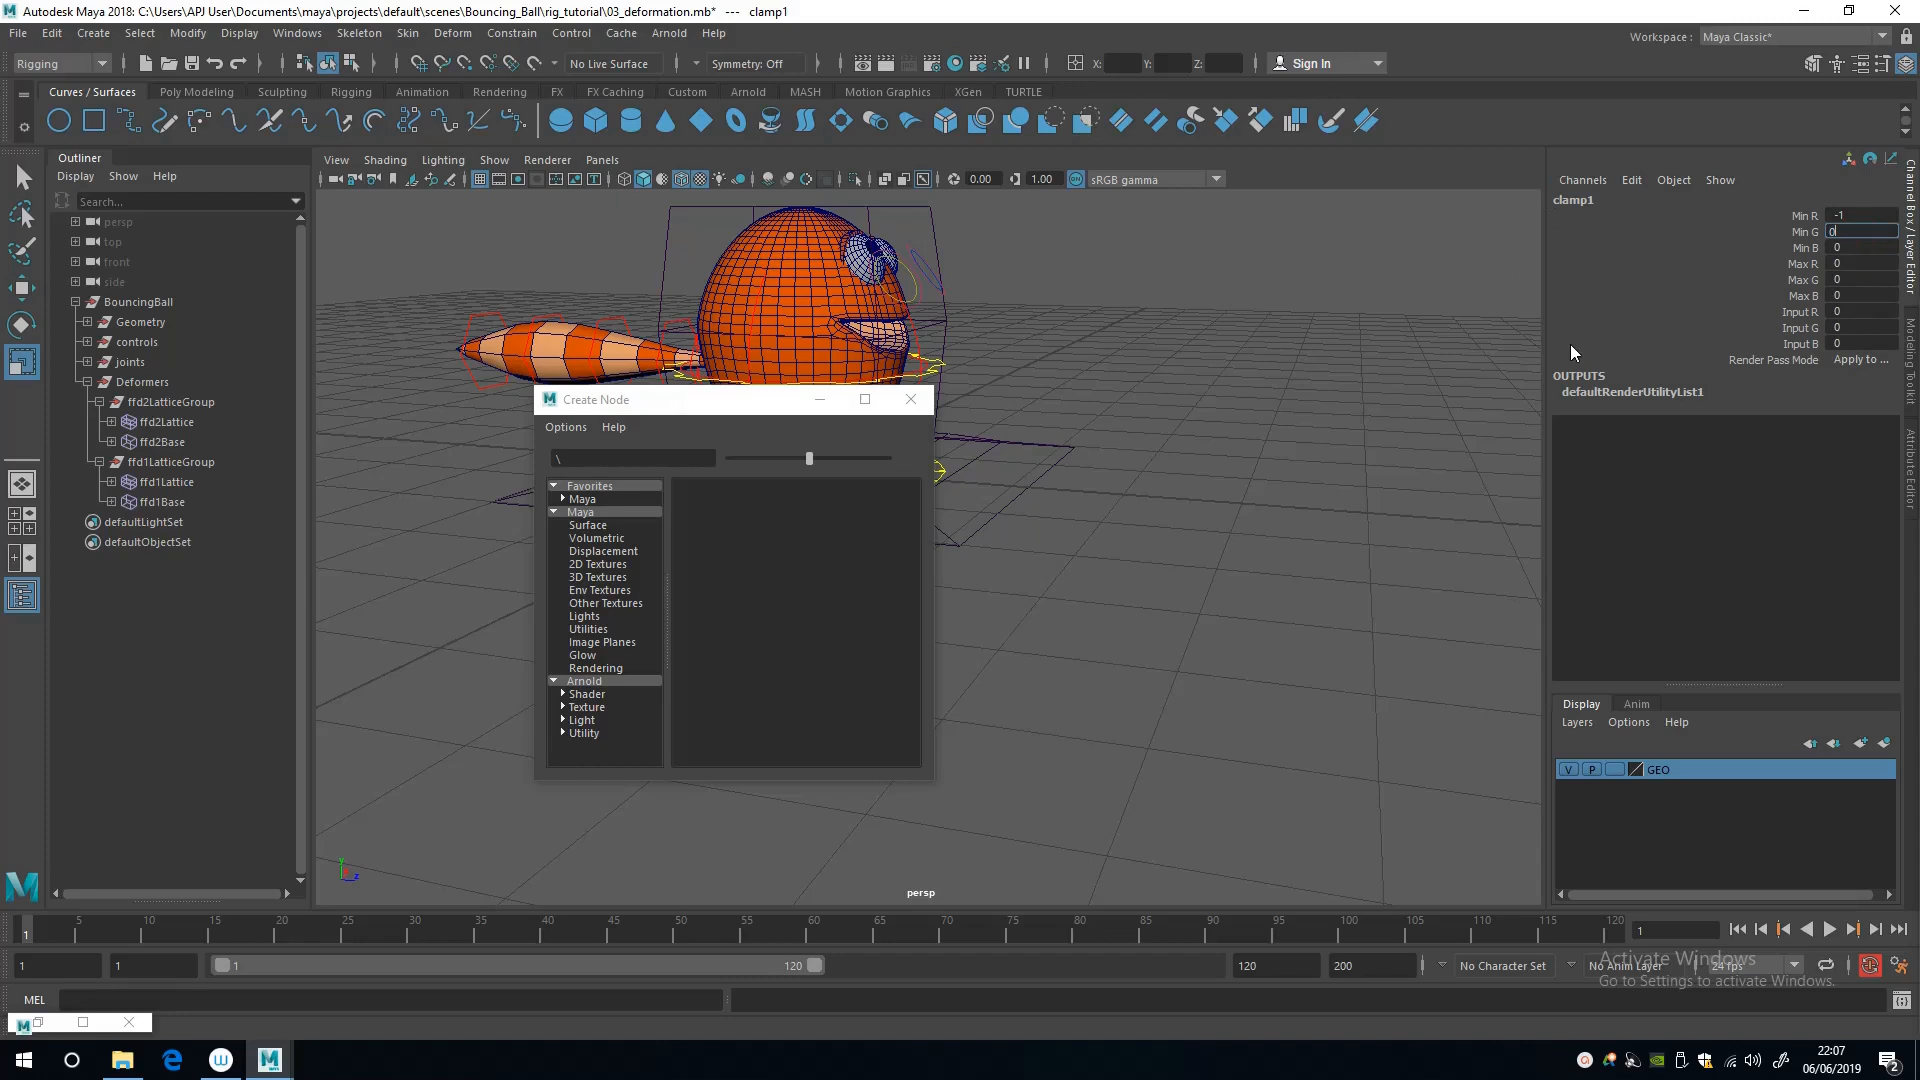 Autodesk Maya 2018: C:\Users\APJ User\Documents\maya\projects\default\scenes\Bouncing_Ball\rig_tutorial\03_deformation.mb* --- clamp1
File Edit Create Select Modify Display Windows Skeleton Skin Deform Constrain Control Cache Arnold Help
Workspace : Maya Classic*
Rigging
No Live Surface
Symmetry: Off
X: Y: Z:
Sign In
Curves / Surfaces Poly Modeling Sculpting Rigging Animation Rendering FX FX Caching Custom Arnold MASH Motion Graphics XGen TURTLE
Outliner
Display Show Help
Search...
persp
top
front
side
BouncingBall
Geometry
controls
joints
Deformers
ffd2LatticeGroup
ffd2Lattice
ffd2Base
ffd1LatticeGroup
ffd1Lattice
ffd1Base
defaultLightSet
defaultObjectSet
View Shading Lighting Show Renderer Panels
0.00 1.00 sRGB gamma
persp
Create Node
Options Help
\
Favorites
Maya
Maya
Surface
Volumetric
Displacement
2D Textures
3D Textures
Env Textures
Other Textures
Lights
Utilities
Image Planes
Glow
Rendering
Arnold
Shader
Texture
Light
Utility
Channels Edit Object Show
clamp1
Min R -1
Min G 0
Min B 0
Max R 0
Max G 0
Max B 0
Input R 0
Input G 0
Input B 0
Render Pass Mode Apply to ...
OUTPUTS
defaultRenderUtilityList1
Channel Box / Layer Editor
Modeling Toolkit
Attribute Editor
Display Anim
Layers Options Help
V P GEO
5 10 15 20 25 30 35 40 45 50 55 60 65 70 75 80 85 90 95 100 105 110 115 120
1
1
1 1 1 120 120 200
No Character Set
No Anim Layer
24 fps
Activate Windows
Go to Settings to activate Windows.
MEL
22:07
06/06/2019
2